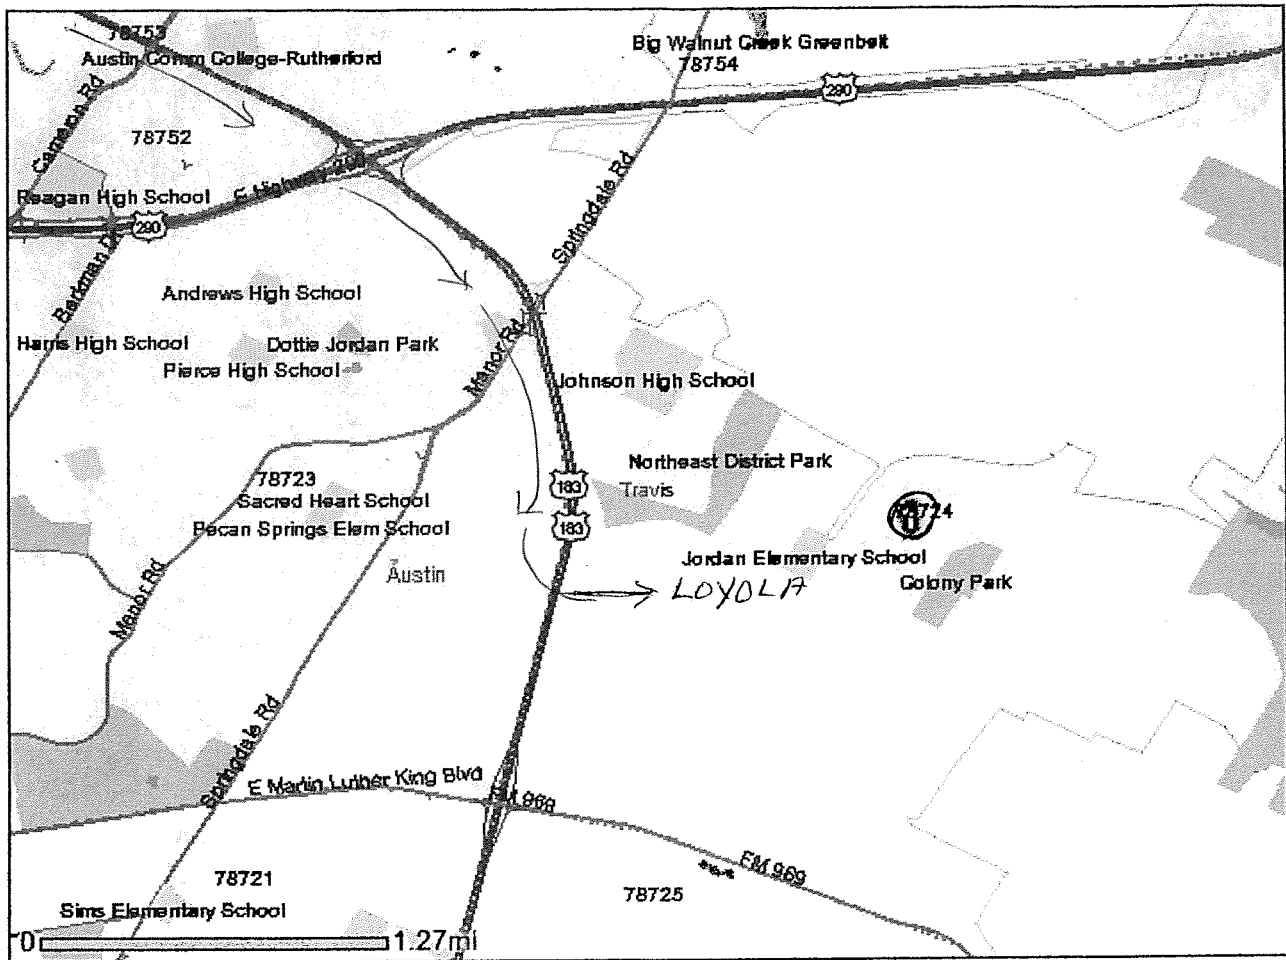 78753
Austin Comm College-Rutherford
Big Walnut Creek Greenbelt
78754
290
Cameron Rd
78752
Reagan High School
E Highway 290
290
Springdale Rd
Berkman Dr
Andrews High School
Harris High School
Dottie Jordan Park
Pierce High School
Manor Rd
Johnson High School
78723
Northeast District Park
Travis
183
Sacred Heart School
Pecan Springs Elem School
183
78724
Jordan Elementary School
Colony Park
Austin
LOYOLA
Manor Rd
Springdale Rd
E Martin Luther King Blvd
FM 969
FM 969
78721
78725
Sims Elementary School
0
1.27mi